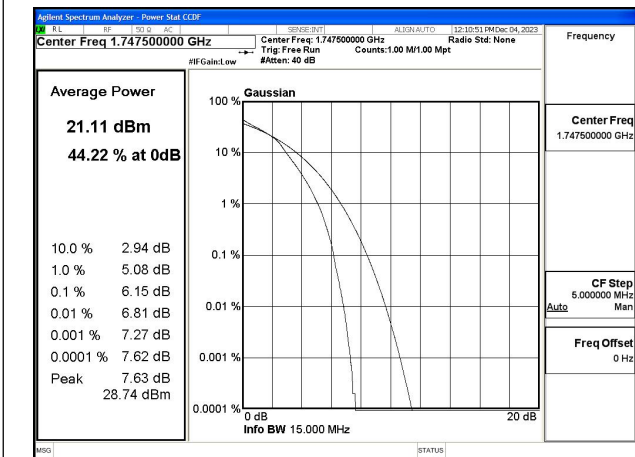 Agilent Spectrum Analyzer - Power Stat CCDF
RL RF 50 Ω AC SENSE:INT ALIGN AUTO 12:10:51 PM Dec 04, 2023
Center Freq 1.747500000 GHz
Center Freq: 1.747500000 GHz Radio Std: None
Trig: Free Run Counts:1.00 M/1.00 Mpt
#IFGain:Low #Atten: 40 dB
Frequency
Average Power
21.11 dBm
44.22 % at 0dB
10.0 % 2.94 dB
1.0 % 5.08 dB
0.1 % 6.15 dB
0.01 % 6.81 dB
0.001 % 7.27 dB
0.0001 % 7.62 dB
Peak 7.63 dB
28.74 dBm
Gaussian
100 %
10 %
1 %
0.1 %
0.01 %
0.001 %
0.0001 %
0 dB 20 dB
Info BW 15.000 MHz
Center Freq
1.747500000 GHz
CF Step
5.000000 MHz
Auto Man
Freq Offset
0 Hz
MSG STATUS